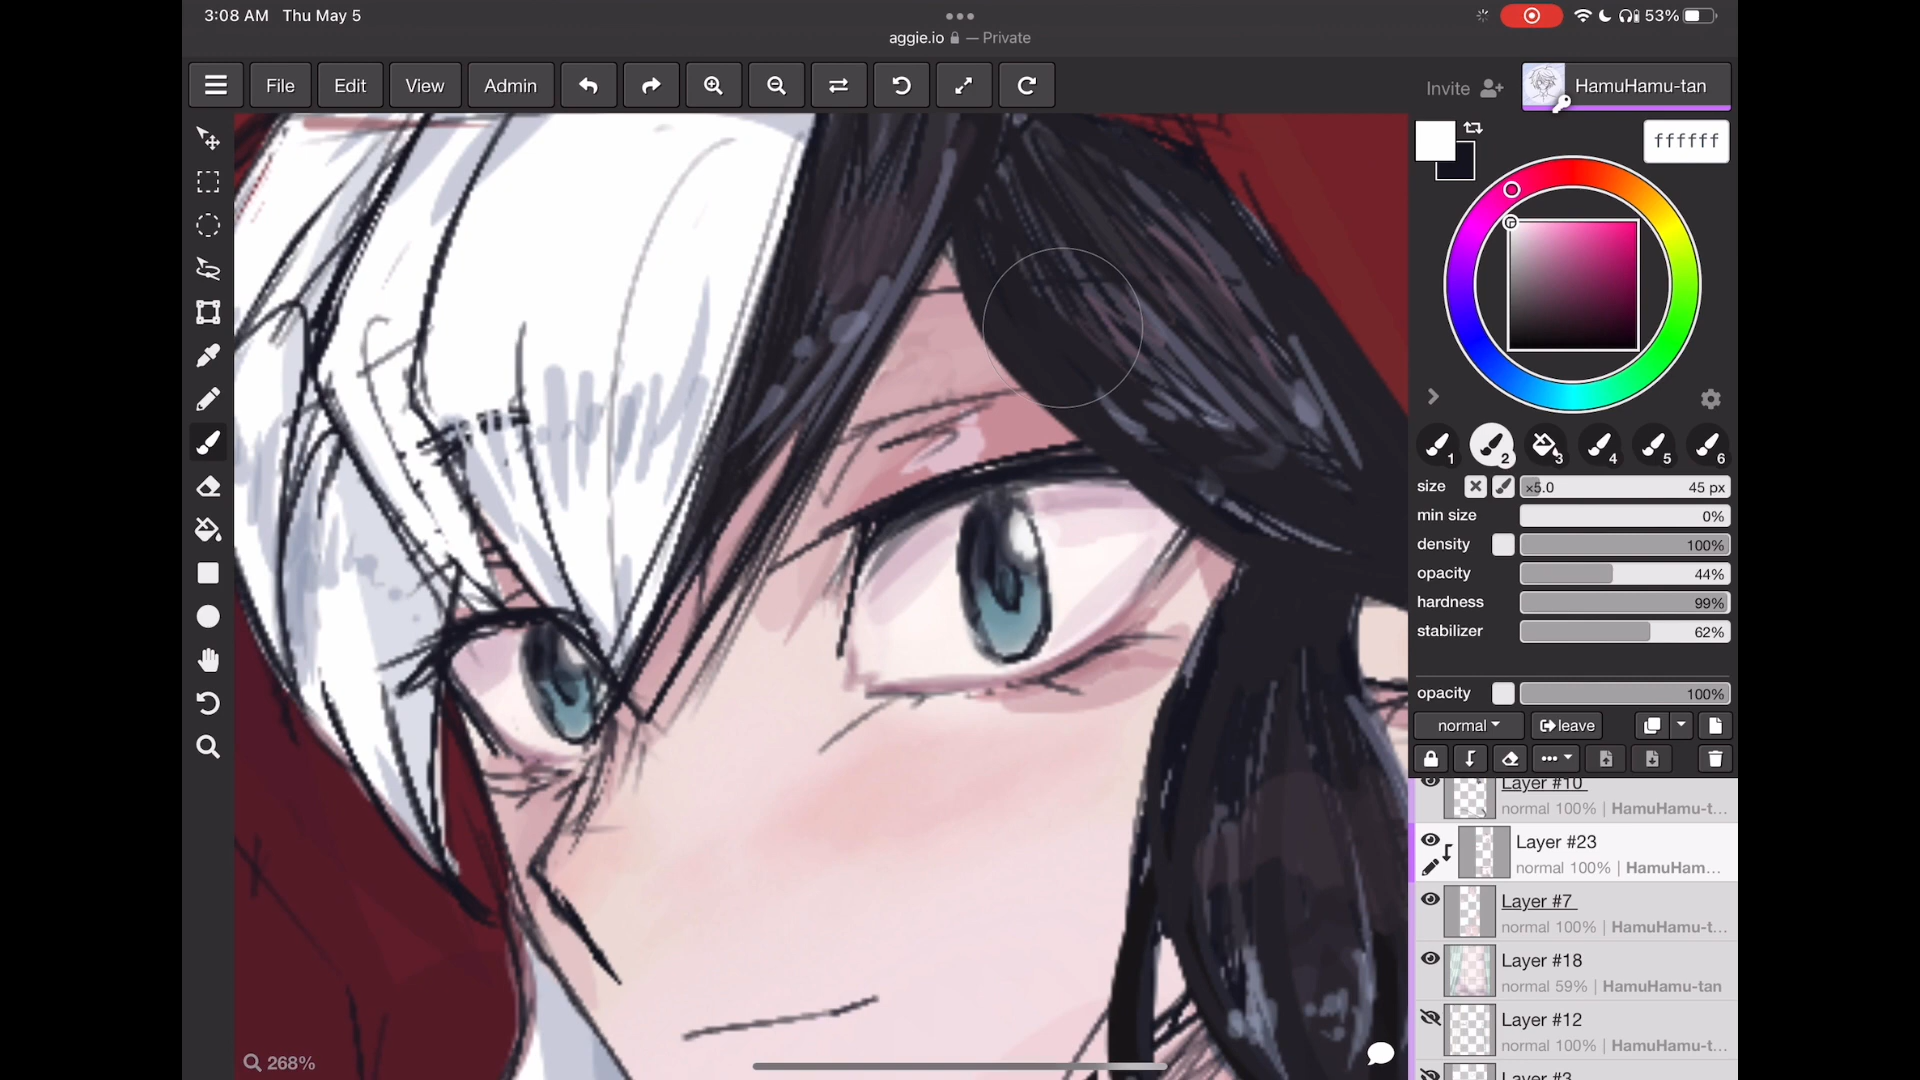 3:08 AM Thu May 5
aggie.io — Private
53%
File Edit View Admin
Invite
HamuHamu-tan
ffffff
1 2 3 4 5 6
size ×5.0 45 px
min size 0%
density 100%
opacity 44%
hardness 99%
stabilizer 62%
opacity 100%
normal leave
Layer #10
normal 100% | HamuHamu-t...
Layer #23
normal 100% | HamuHam...
Layer #7
normal 100% | HamuHamu-t...
Layer #18
normal 59% | HamuHamu-tan
Layer #12
normal 100% | HamuHamu-t...
Layer #3
268%